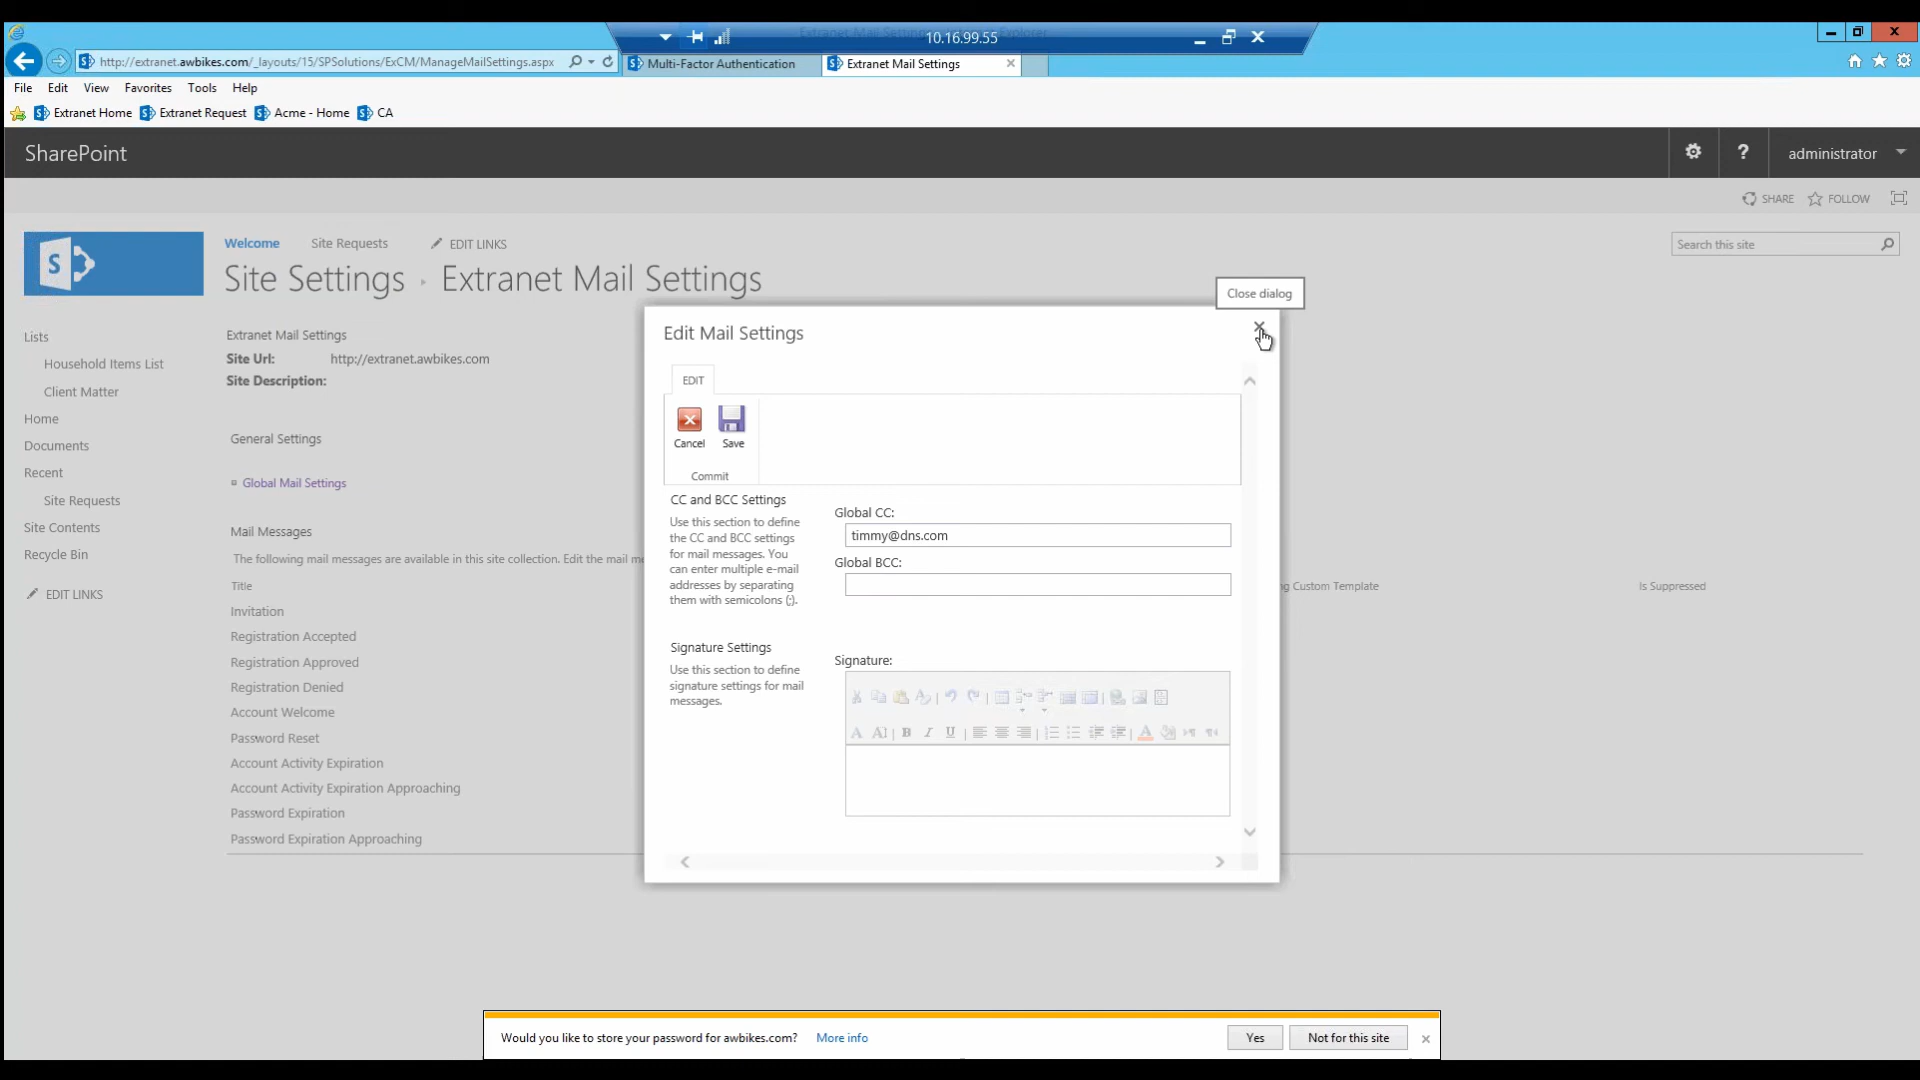 10.16.99.55
http://extranet.awbikes.com/_layouts/15/SPSolutions/ExCM/ManageMailSettings.aspx
Multi-Factor Authentication
Extranet Mail Settings
File Edit View Favorites Tools Help
Extranet Home Extranet Request Acme - Home CA
SharePoint
? administrator
SHARE FOLLOW
S
Welcome Site Requests EDIT LINKS
Search this site
Site Settings Extranet Mail Settings
Close dialog
Lists
Household Items List
Client Matter
Home
Documents
Recent
Site Requests
Site Contents
Recycle Bin
EDIT LINKS
Extranet Mail Settings
Site Url: http://extranet.awbikes.com
Site Description:
General Settings
Global Mail Settings
Mail Messages
The following mail messages are available in this site collection. Edit the mail me
Title
ng Custom Template
Is Suppressed
Invitation
Registration Accepted
Registration Approved
Registration Denied
Account Welcome
Password Reset
Account Activity Expiration
Account Activity Expiration Approaching
Password Expiration
Password Expiration Approaching
Edit Mail Settings
EDIT
Cancel Save
Commit
CC and BCC Settings
Use this section to define
the CC and BCC settings
for mail messages. You
can enter multiple e-mail
addresses by separating
them with semicolons (;).
Global CC:
timmy@dns.com
Global BCC:
Signature Settings
Use this section to define
signature settings for mail
messages.
Signature:
A AI B I U A
Would you like to store your password for awbikes.com? More info Yes Not for this site